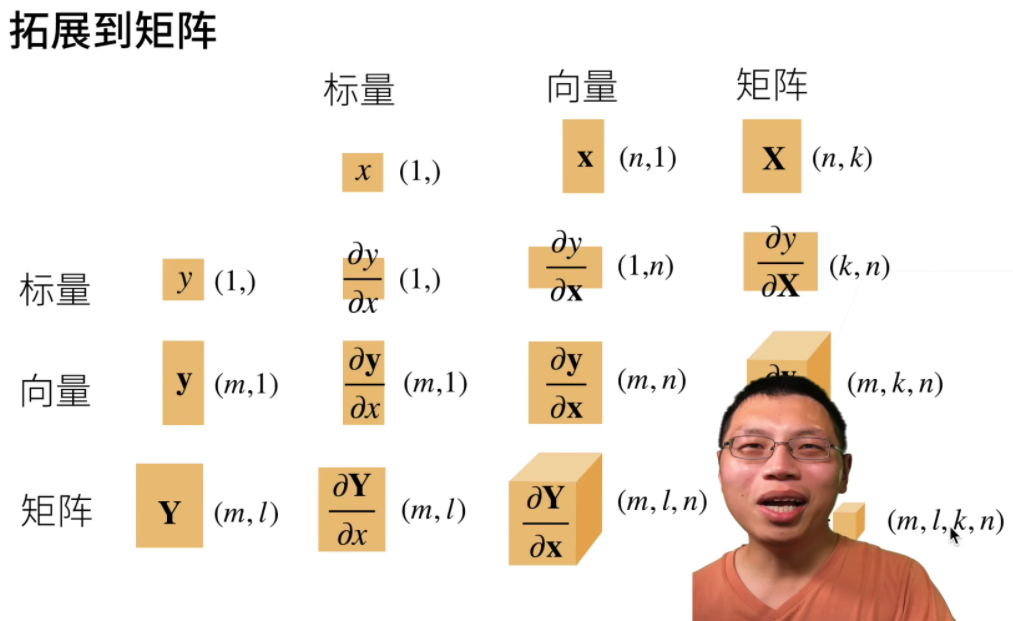 拓展到矩阵
标量 向量 矩阵
x (1,) x (n,1) X (n, k)
标量 y (1,) ∂y/∂x (1,) ∂y/∂x (1,n) ∂y/∂X (k, n)
向量 y (m,1) ∂y/∂x (m,1) ∂y/∂x (m, n) (m, k, n)
矩阵 Y (m, l) ∂Y/∂x (m, l) ∂Y/∂x (m, l, n) (m, l, k, n)